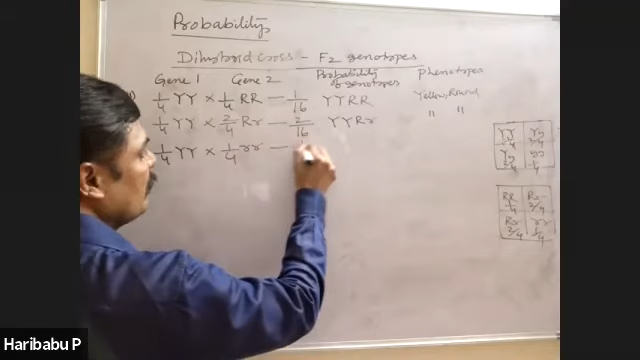 Probability
Dihybrid cross - F2 genotypes
Gene 1 Gene 2 Probability of genotypes Phenotypes
1/4 YY × 1/4 RR — 1/16 YYRR Yellow, Round
1/4 YY × 2/4 Rr — 2/16 YYRr " "
1/4 YY × 1/4 rr —
YY 1/4 Yy 2/4
Yy 2/4 yy 1/4
RR 1/4 Rr 2/4
Rr 2/4 rr 1/4
Haribabu P